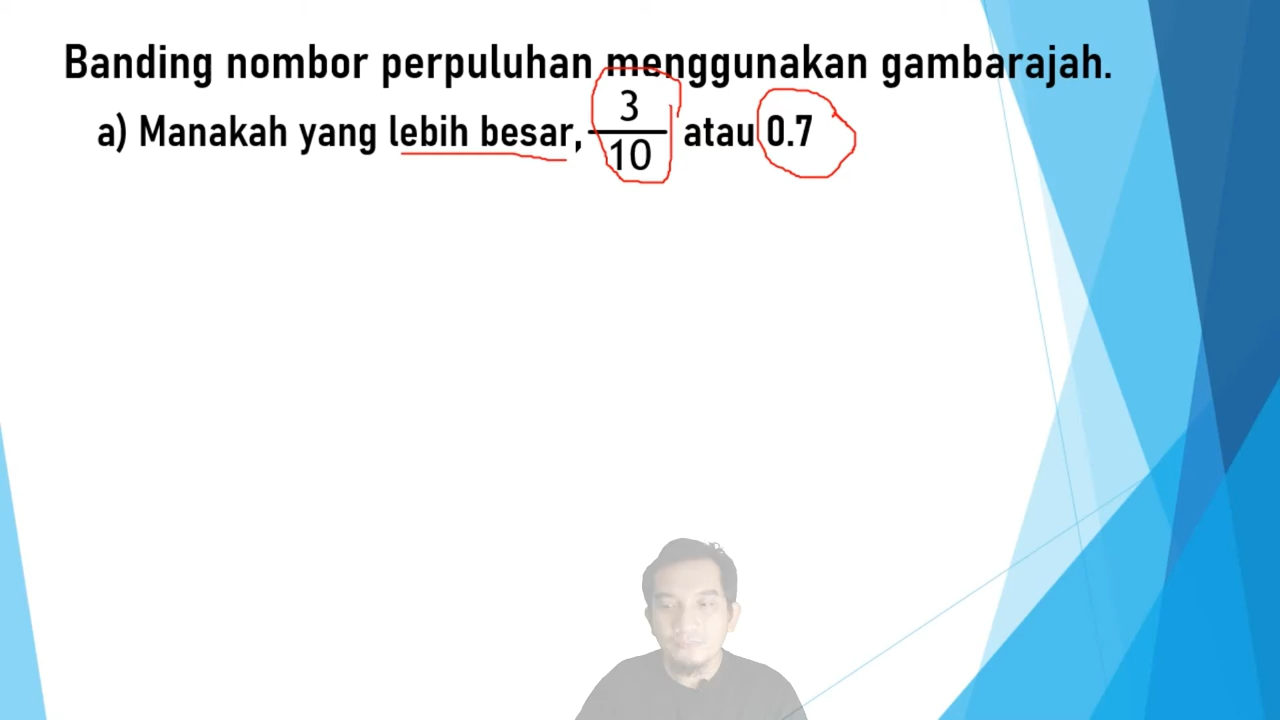 Banding nombor perpuluhan menggunakan gambarajah.
a) Manakah yang lebih besar, 3/10 atau 0.7